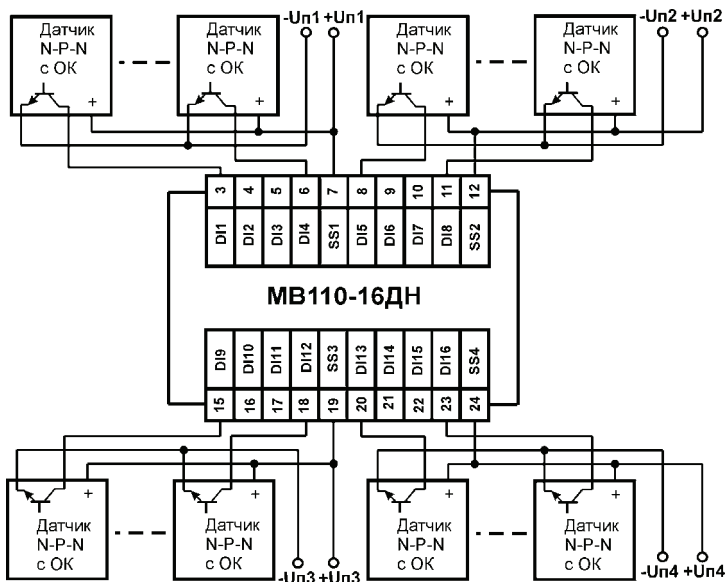 Датчик
N-P-N
с ОК
+
Датчик
N-P-N
с ОК
+
-Uп1 +Uп1
Датчик
N-P-N
с ОК
+
Датчик
N-P-N
с ОК
+
-Uп2 +Uп2
3 4 5 6 7 8 9 10 11 12
DI1 DI2 DI3 DI4 SS1 DI5 DI6 DI7 DI8 SS2
МВ110-16ДН
DI9 DI10 DI11 DI12 SS3 DI13 DI14 DI15 DI16 SS4
15 16 17 18 19 20 21 22 23 24
+
Датчик
N-P-N
с ОК
+
Датчик
N-P-N
с ОК
-Uп3 +Uп3
+
Датчик
N-P-N
с ОК
+
Датчик
N-P-N
с ОК
-Uп4 +Uп4